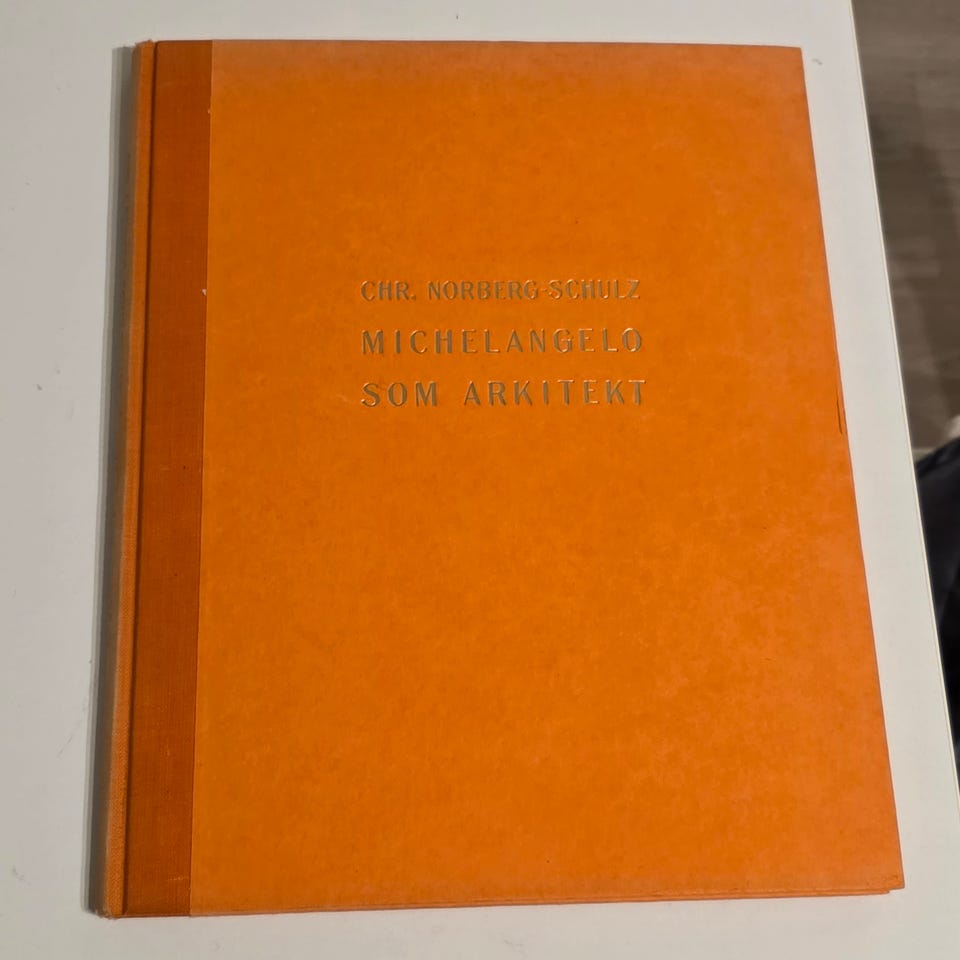 CHR. NORBERG-SCHULZ
MICHELANGELO
SOM ARKITEKT